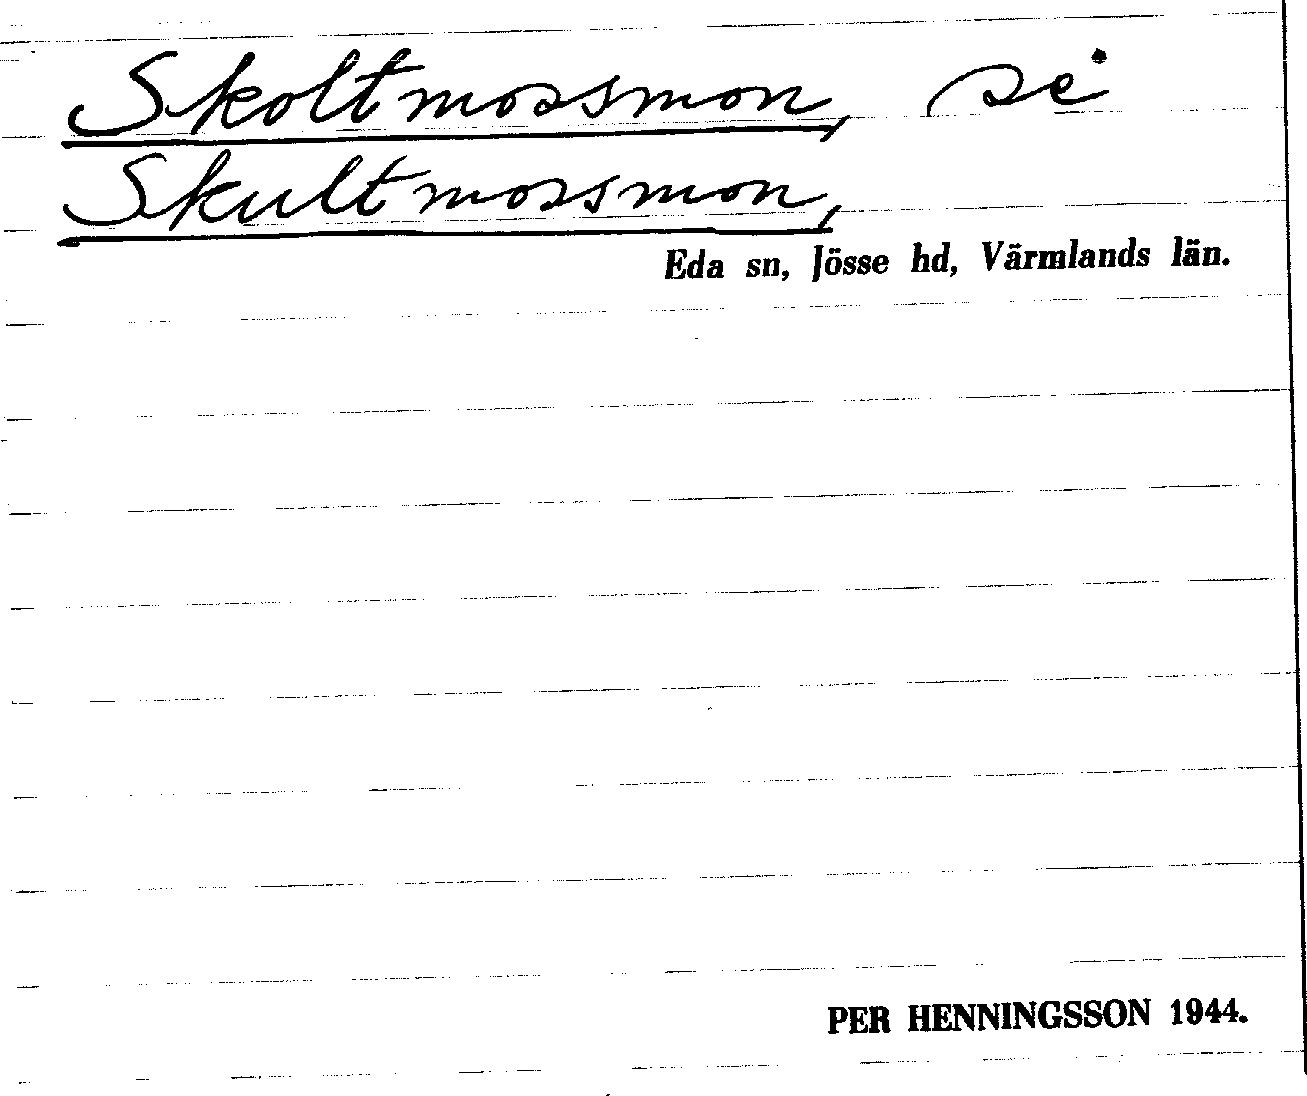 Skoltmossmon, se
Skultmossmon,
Eda sn, Jösse hd, Värmlands län.
PER HENNINGSSON 1944.